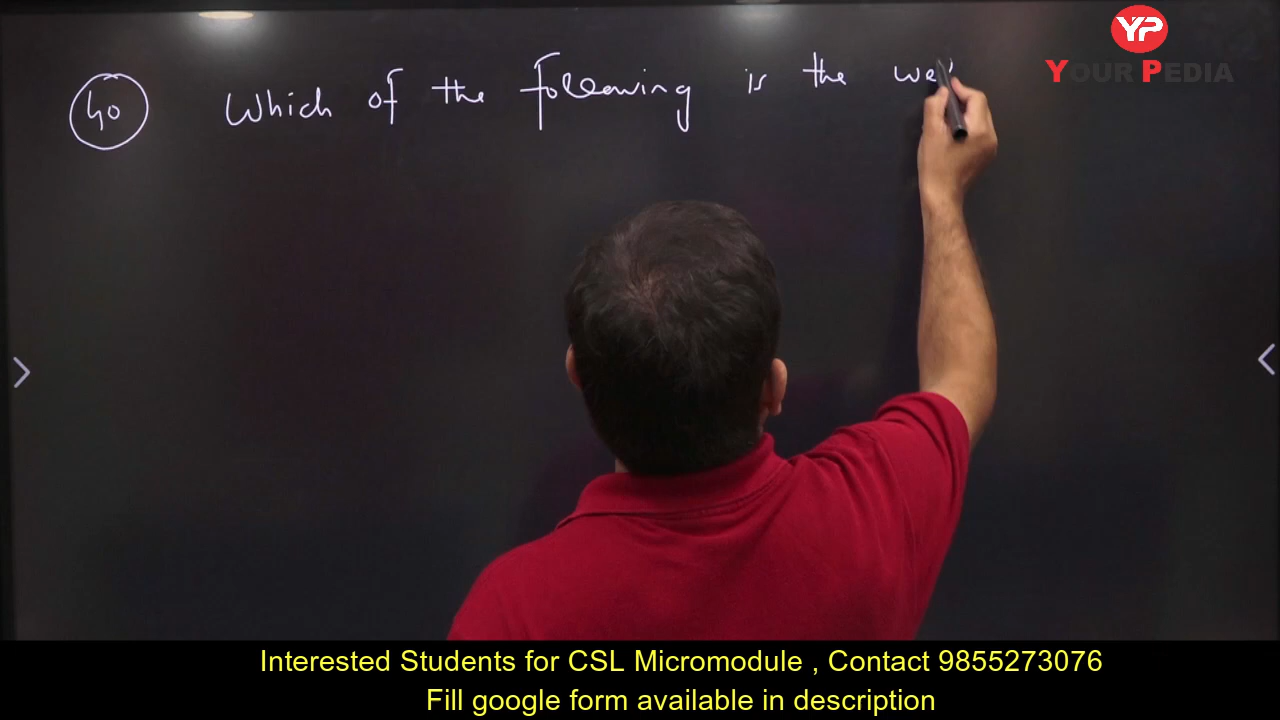 YP
YOUR PEDIA
40 Which of the following is the we
Interested Students for CSL Micromodule , Contact 9855273076
Fill google form available in description